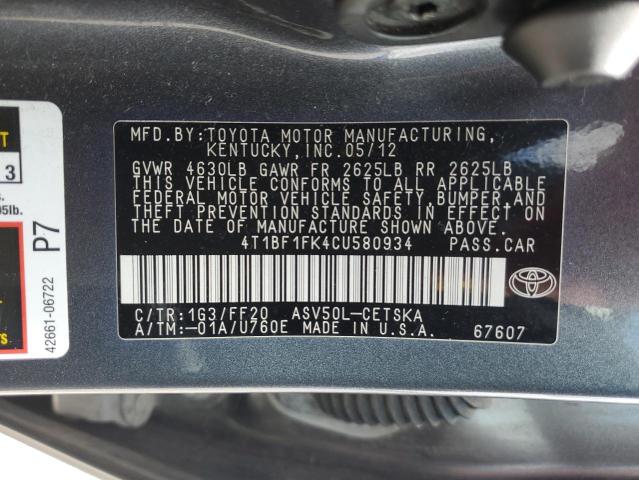 MFD.BY: TOYOTA MOTOR MANUFACTURING,
KENTUCKY, INC. 05/12
GVWR 4630LB GAWR FR 2625LB RR 2625LB
THIS VEHICLE CONFORMS TO ALL APPLICABLE
FEDERAL MOTOR VEHICLE SAFETY, BUMPER, AND
THEFT PREVENTION STANDARDS IN EFFECT ON
THE DATE OF MANUFACTURE SHOWN ABOVE.
4T1BF1FK4CU580934 PASS.CAR
C/TR:1G3/FF20 ASV50L-CETSKA
A/TM:-01A/U760E MADE IN U.S.A. 67607
3
5lb.
P7
42661-06722